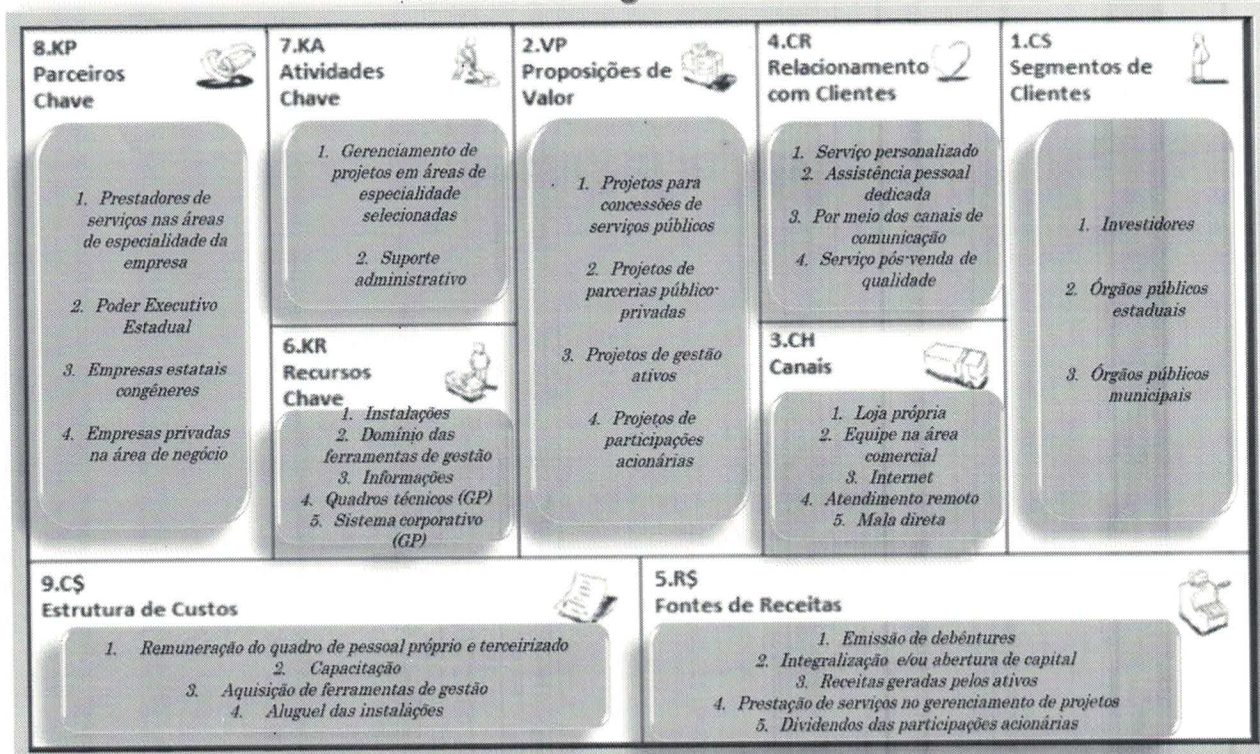 8.KP
Parceiros
Chave
1. Prestadores de
serviços nas áreas
de especialidade da
empresa
2. Poder Executivo
Estadual
3. Empresas estatais
congêneres
4. Empresas privadas
na área de negócio
7.KA
Atividades
Chave
1. Gerenciamento de
projetos em áreas de
especialidade
selecionadas
2. Suporte
administrativo
6.KR
Recursos
Chave
1. Instalações
2. Domínio das
ferramentas de gestão
3. Informações
4. Quadros técnicos (GP)
5. Sistema corporativo
(GP)
2.VP
Proposições de
Valor
1. Projetos para
concessões de
serviços públicos
2. Projetos de
parcerias público-
privadas
3. Projetos de gestão
ativos
4. Projetos de
participações
acionárias
4.CR
Relacionamento
com Clientes
1. Serviço personalizado
2. Assistência pessoal
dedicada
3. Por meio dos canais de
comunicação
4. Serviço pós-venda de
qualidade
3.CH
Canais
1. Loja própria
2. Equipe na área
comercial
3. Internet
4. Atendimento remoto
5. Mala direta
1.CS
Segmentos de
Clientes
1. Investidores
2. Órgãos públicos
estaduais
3. Órgãos públicos
municipais
9.C$
Estrutura de Custos
1. Remuneração do quadro de pessoal próprio e terceirizado
2. Capacitação
3. Aquisição de ferramentas de gestão
4. Aluguel das instalações
5.R$
Fontes de Receitas
1. Emissão de debêntures
2. Integralização e/ou abertura de capital
3. Receitas geradas pelos ativos
4. Prestação de serviços no gerenciamento de projetos
5. Dividendos das participações acionárias